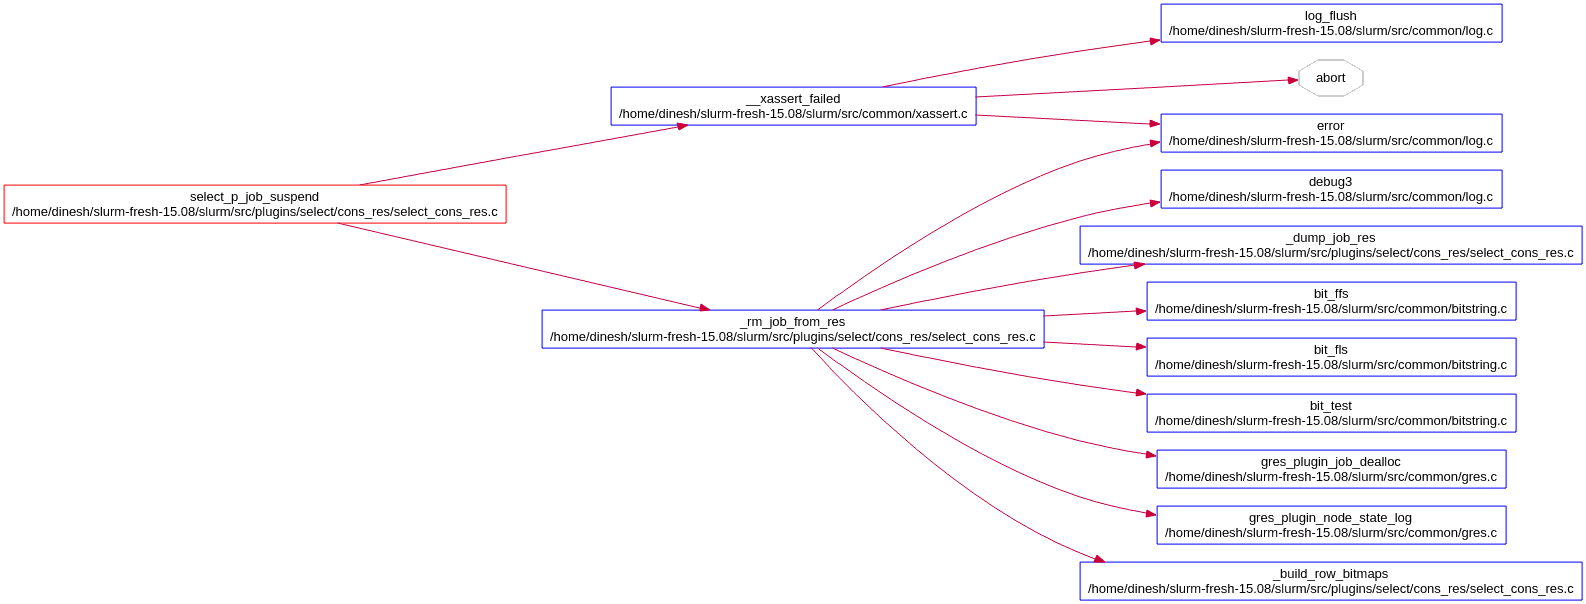 log_flush
/home/dinesh/slurm-fresh-15.08/slurm/src/common/log.c
abort
__xassert_failed
/home/dinesh/slurm-fresh-15.08/slurm/src/common/xassert.c
error
/home/dinesh/slurm-fresh-15.08/slurm/src/common/log.c
debug3
/home/dinesh/slurm-fresh-15.08/slurm/src/common/log.c
select_p_job_suspend
/home/dinesh/slurm-fresh-15.08/slurm/src/plugins/select/cons_res/select_cons_res.c
_dump_job_res
/home/dinesh/slurm-fresh-15.08/slurm/src/plugins/select/cons_res/select_cons_res.c
bit_ffs
/home/dinesh/slurm-fresh-15.08/slurm/src/common/bitstring.c
_rm_job_from_res
/home/dinesh/slurm-fresh-15.08/slurm/src/plugins/select/cons_res/select_cons_res.c
bit_fls
/home/dinesh/slurm-fresh-15.08/slurm/src/common/bitstring.c
bit_test
/home/dinesh/slurm-fresh-15.08/slurm/src/common/bitstring.c
gres_plugin_job_dealloc
/home/dinesh/slurm-fresh-15.08/slurm/src/common/gres.c
gres_plugin_node_state_log
/home/dinesh/slurm-fresh-15.08/slurm/src/common/gres.c
_build_row_bitmaps
/home/dinesh/slurm-fresh-15.08/slurm/src/plugins/select/cons_res/select_cons_res.c